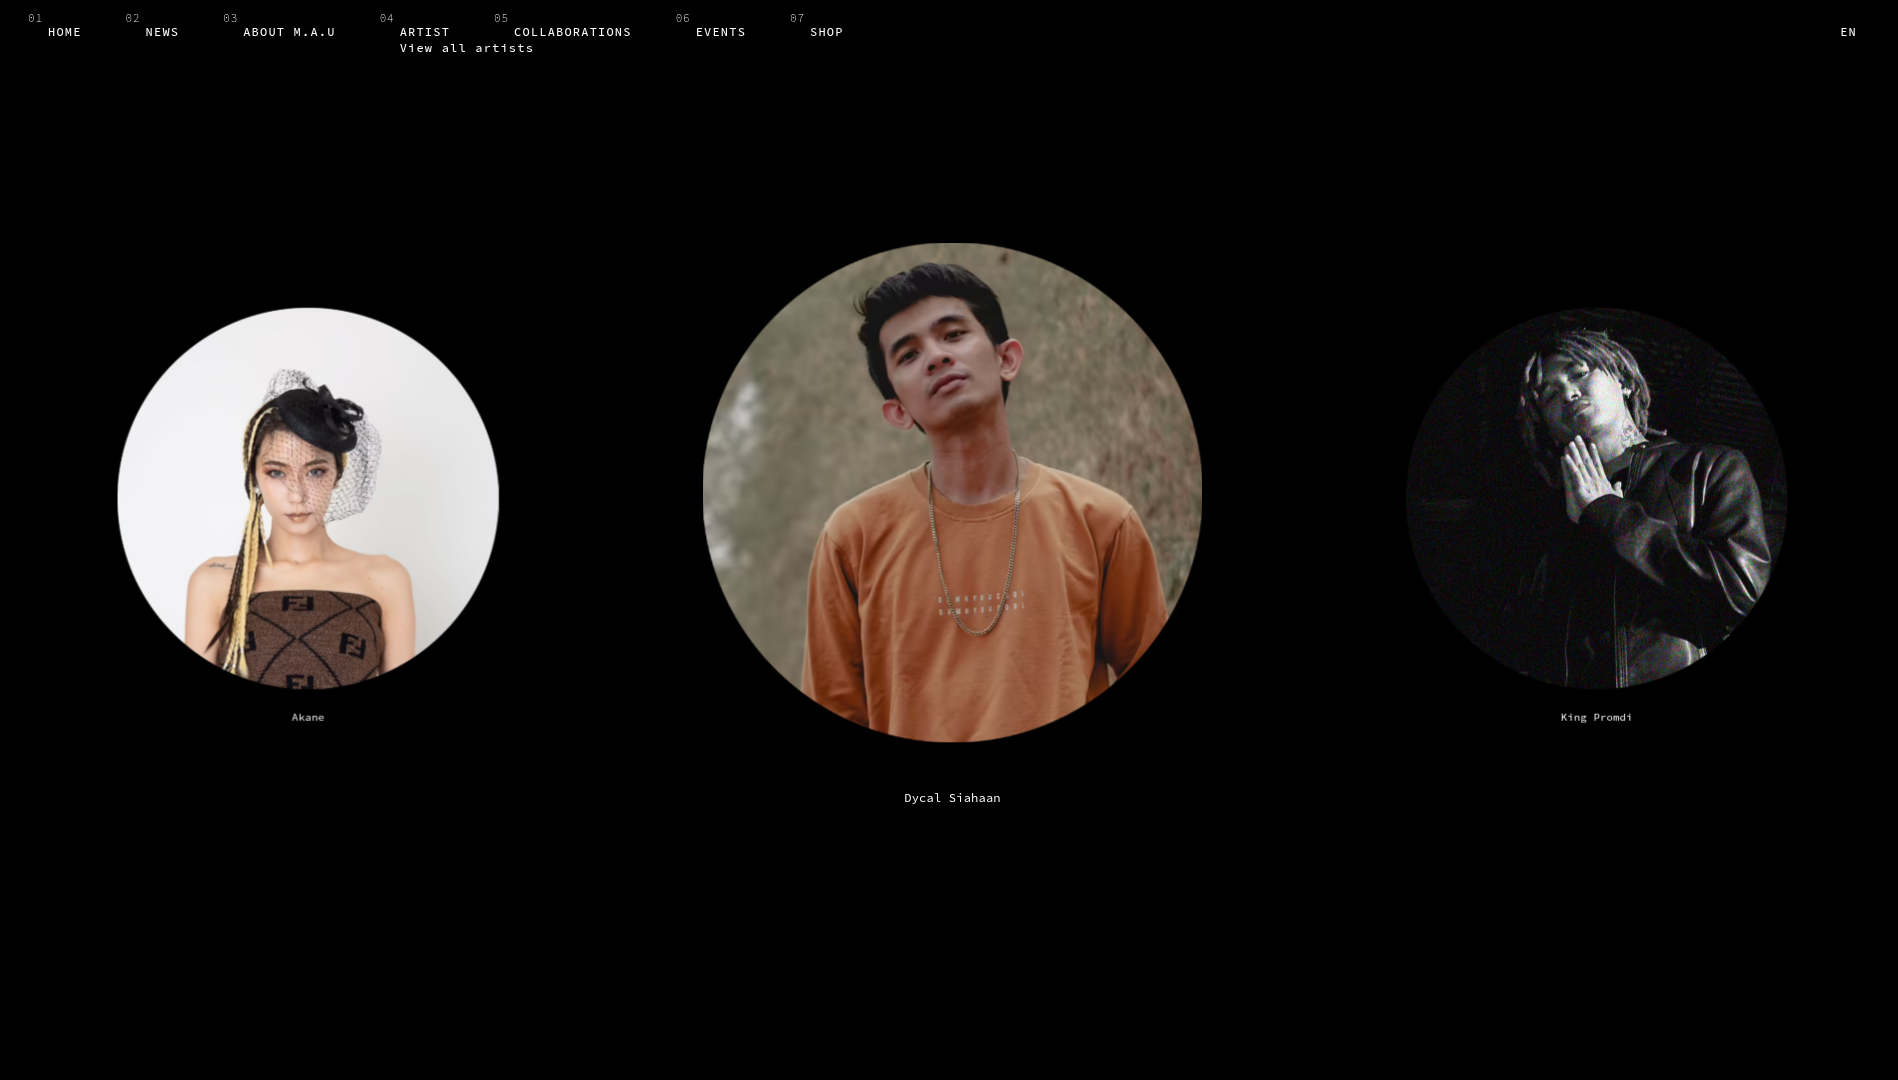 01 HOME
02 NEWS
03 ABOUT M.A.U
04 ARTIST
View all artists
05 COLLABORATIONS
06 EVENTS
07 SHOP
EN
Akane
Dycal Siahaan
King Promdi